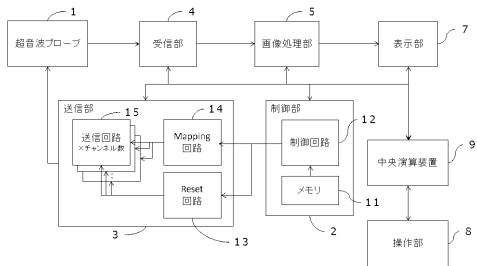 1
4
5
超音波プローブ
受信部
画像処理部
表示部
7
送信部
15
14
制御部
12
送信回路
×チャンネル数
Mapping
回路
制御回路
9
中央演算装置
Reset
回路
メモリ
11
3
13
2
8
操作部